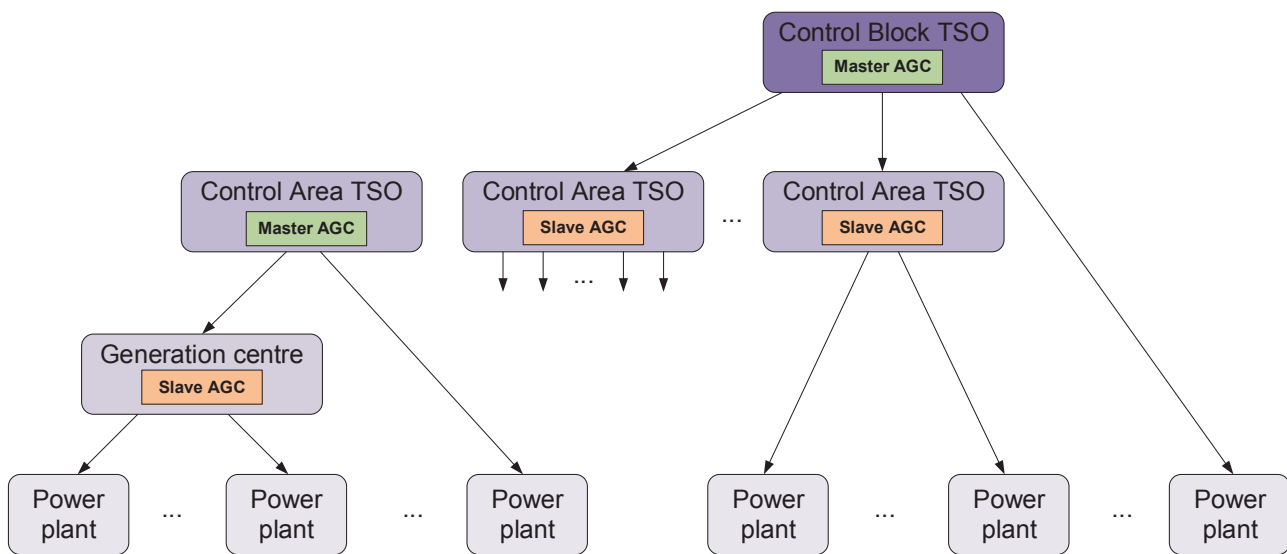 Control Block TSO
Master AGC
Control Area TSO
Master AGC
Control Area TSO
Slave AGC
...
Control Area TSO
Slave AGC
...
Generation centre
Slave AGC
Power
plant
...
Power
plant
...
Power
plant
Power
plant
...
Power
plant
...
Power
plant